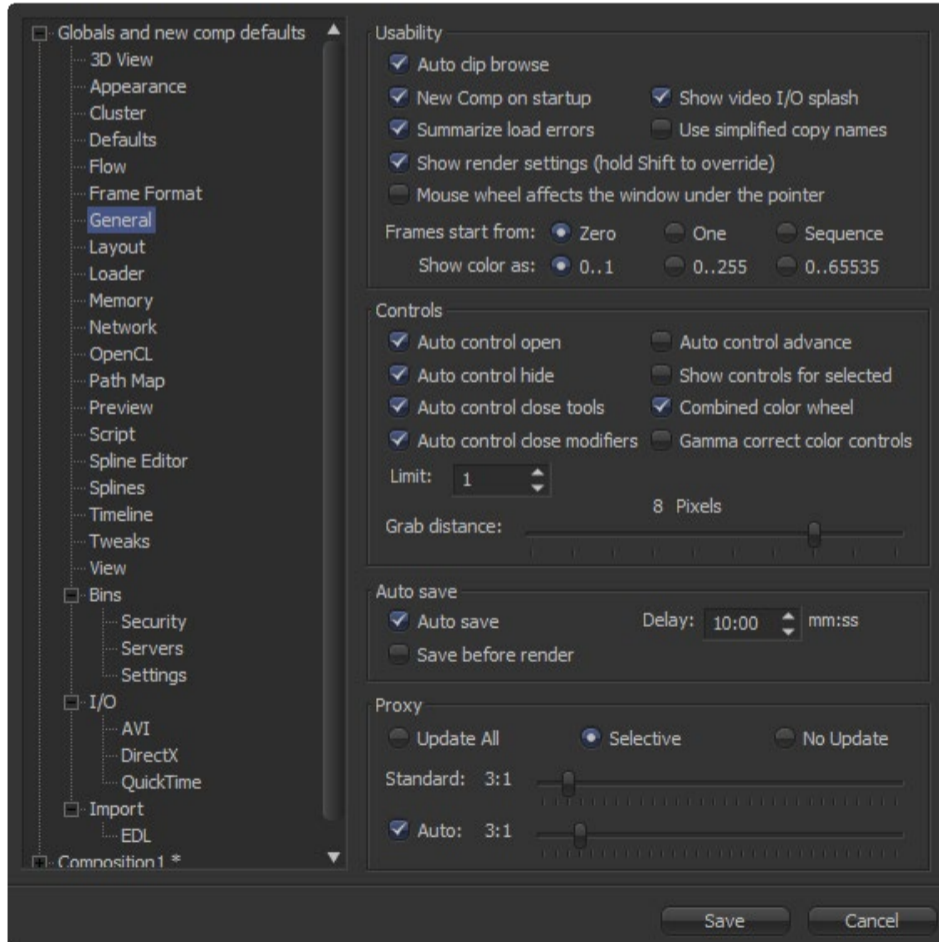 Globals and new comp defaults
3D View
Appearance
Cluster
Defaults
Flow
Frame Format
General
Layout
Loader
Memory
Network
OpenCL
Path Map
Preview
Script
Spline Editor
Splines
Timeline
Tweaks
View
Bins
Security
Servers
Settings
I/O
AVI
DirectX
QuickTime
Import
EDL
Composition1 *
Usability
Auto clip browse
New Comp on startup Show video I/O splash
Summarize load errors Use simplified copy names
Show render settings (hold Shift to override)
Mouse wheel affects the window under the pointer
Frames start from: Zero One Sequence
Show color as: 0..1 0..255 0..65535
Controls
Auto control open Auto control advance
Auto control hide Show controls for selected
Auto control close tools Combined color wheel
Auto control close modifiers Gamma correct color controls
Limit: 1
8 Pixels
Grab distance:
Auto save
Auto save Delay: 10:00 mm:ss
Save before render
Proxy
Update All Selective No Update
Standard: 3:1
Auto: 3:1
Save Cancel